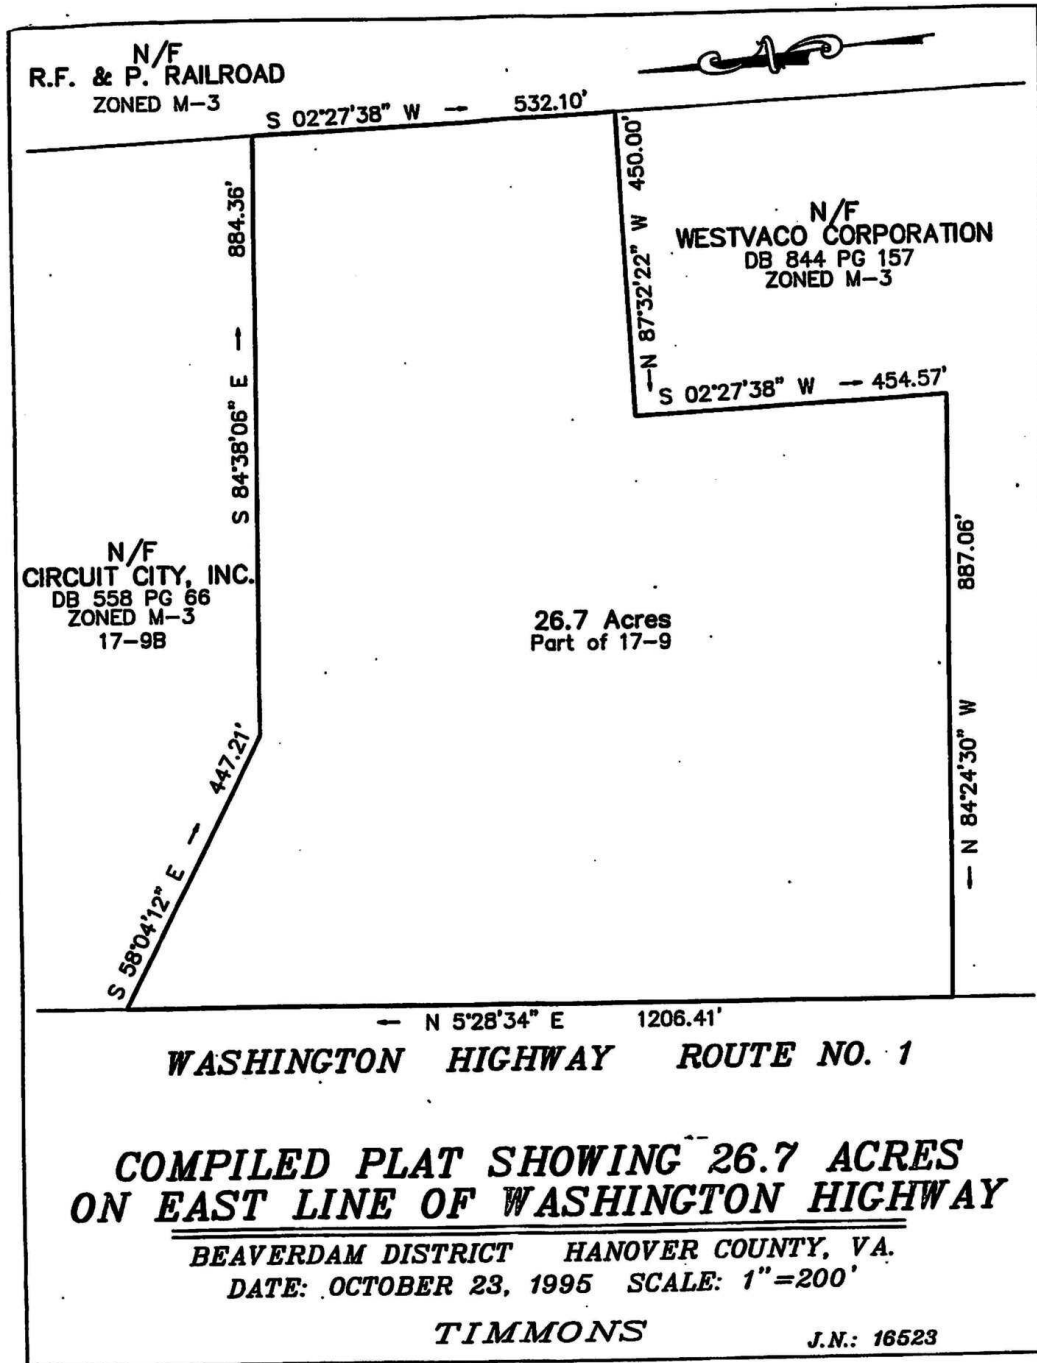 N/F
R.F. & P. RAILROAD
ZONED M-3
S 02°27'38" W → 532.10'
884.36'
S 84°38'06" E →
450.00'
←N 87°32'22" W
N/F
WESTVACO CORPORATION
DB 844 PG 157
ZONED M-3
S 02°27'38" W → 454.57'
887.06'
← N 84°24'30" W
N/F
CIRCUIT CITY, INC.
DB 558 PG 66
ZONED M-3
17-9B
26.7 Acres
Part of 17-9
S 58°04'12" E → 447.21'
← N 5°28'34" E 1206.41'
WASHINGTON HIGHWAY ROUTE NO. 1
COMPILED PLAT SHOWING 26.7 ACRES
ON EAST LINE OF WASHINGTON HIGHWAY
BEAVERDAM DISTRICT HANOVER COUNTY, VA.
DATE: OCTOBER 23, 1995 SCALE: 1"=200'
TIMMONS
J.N.: 16523